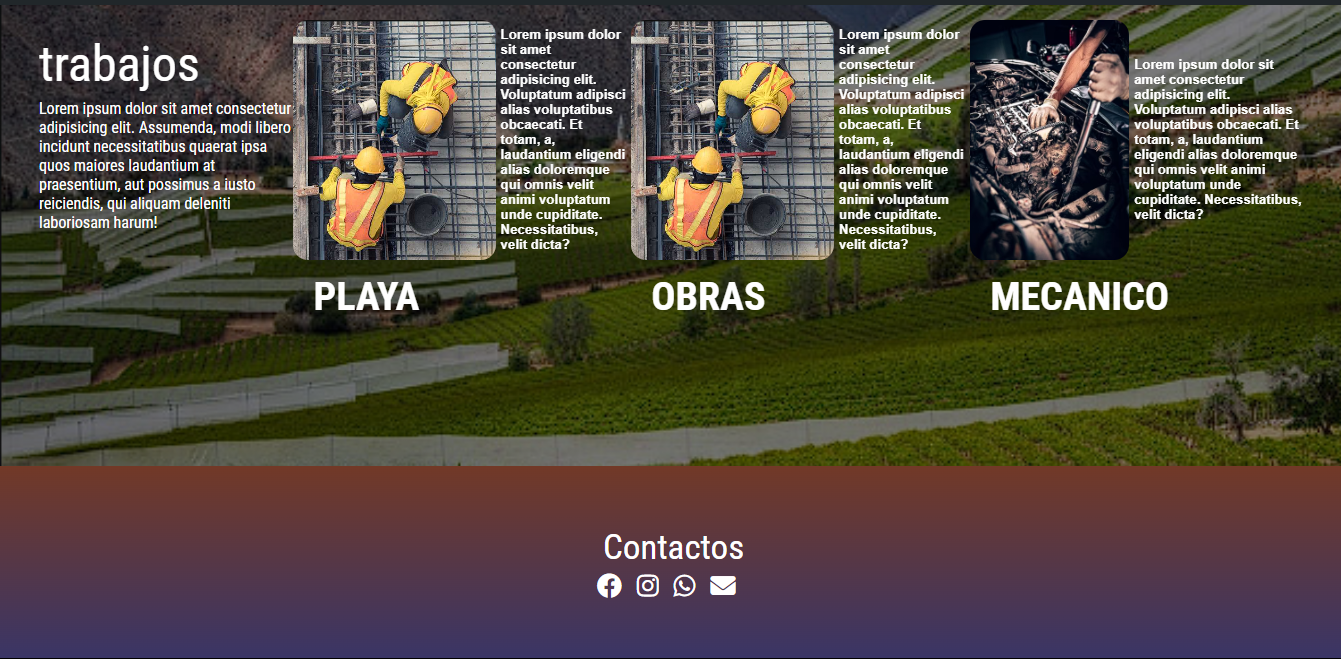 trabajos
Lorem ipsum dolor sit amet consectetur
adipisicing elit. Assumenda, modi libero
incidunt necessitatibus quaerat ipsa
quos maiores laudantium at
praesentium, aut possimus a iusto
reiciendis, qui aliquam deleniti
laboriosam harum!
Lorem ipsum dolor
sit amet
consectetur
adipisicing elit.
Voluptatum adipisci
alias voluptatibus
obcaecati. Et
totam, a,
laudantium eligendi
alias doloremque
qui omnis velit
animi voluptatum
unde cupiditate.
Necessitatibus,
velit dicta?
PLAYA
Lorem ipsum dolor
sit amet
consectetur
adipisicing elit.
Voluptatum adipisci
alias voluptatibus
obcaecati. Et
totam, a,
laudantium eligendi
alias doloremque
qui omnis velit
animi voluptatum
unde cupiditate.
Necessitatibus,
velit dicta?
OBRAS
Lorem ipsum dolor sit
amet consectetur
adipisicing elit.
Voluptatum adipisci alias
voluptatibus obcaecati. Et
totam, a, laudantium
eligendi alias doloremque
qui omnis velit animi
voluptatum unde
cupiditate. Necessitatibus,
velit dicta?
MECANICO
Contactos